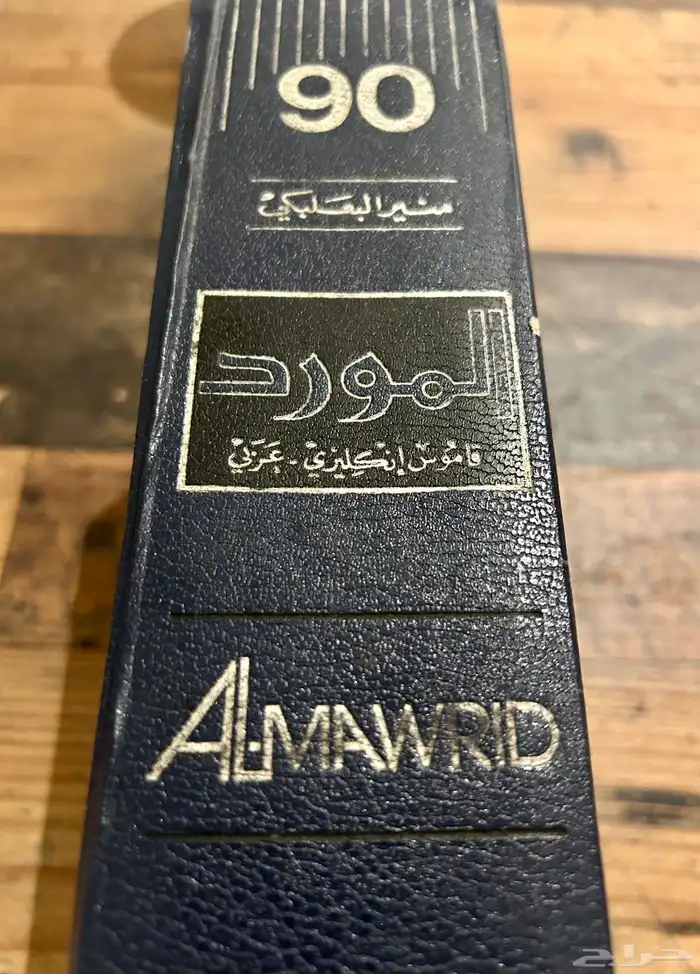 90
منير البعلبكي
المورد
قاموس إنكليزي - عربي
AL-MAWRID
حراج